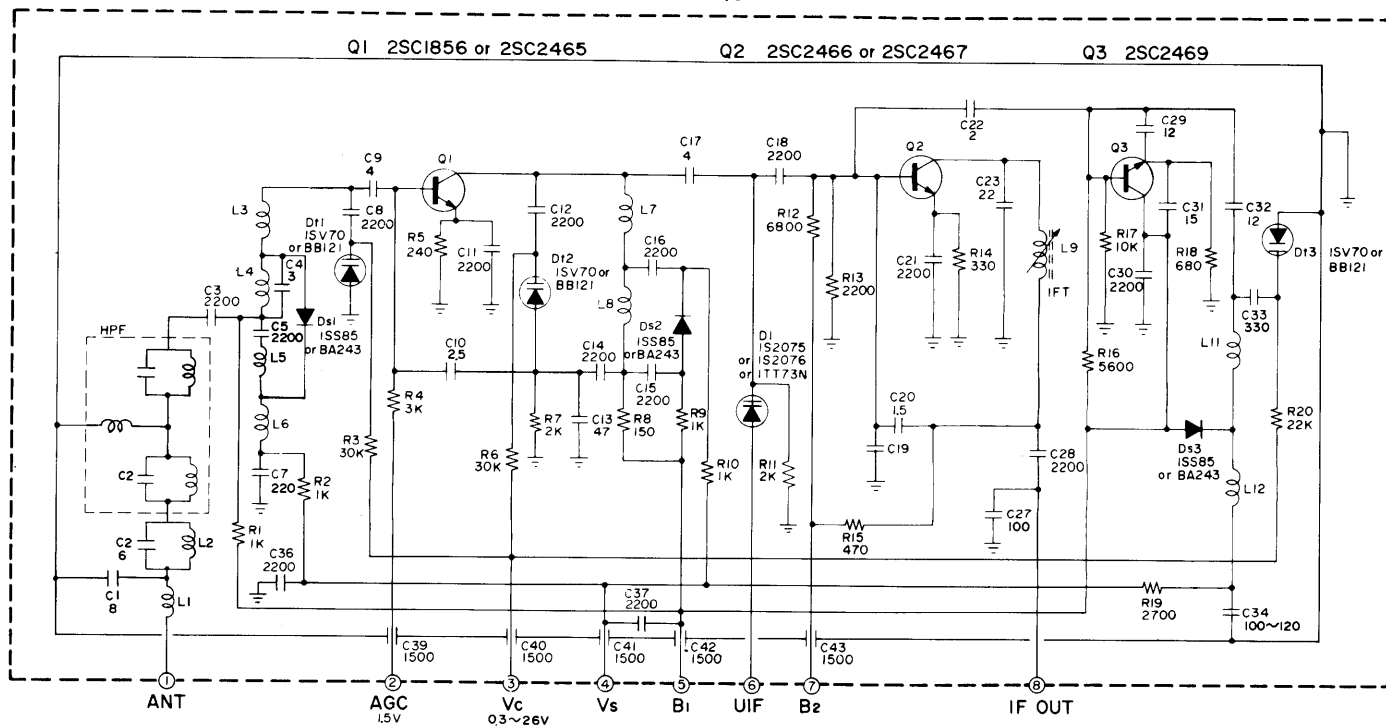 Q1 2SC1856 or 2SC2465
Q2 2SC2466 or 2SC2467
Q3 2SC2469
C22
2
C29
12
C17
4
C18
2200
C9
4
Q1
Q2
Q3
L3
Dt1
ISV70
or BB121
C8
2200
C12
2200
L7
C23
22
C31
15
C32
12
R5
240
C11
2200
C16
2200
R12
6800
L9
IFT
R17
10K
R18
680
Dt3
ISV70 or
BB121
L4
C4
3
Dt2
ISV70 or
BB121
R13
2200
C21
2200
R14
330
C30
2200
C3
2200
L8
C33
330
HPF
C5
2200
Ds1
ISS85
or BA243
Ds2
ISS85
or BA243
D1
IS2075
or IS2076
or ITT73N
L11
L5
C10
2.5
C14
2200
C15
2200
R16
5600
R4
3K
L6
R3
30K
R7
2K
C13
47
R8
150
R9
1K
C20
1.5
R20
22K
R6
30K
C19
Ds3
ISS85
or BA243
C2
C7
220
R2
1K
R10
1K
R11
2K
C28
2200
L12
C27
100
R1
1K
R15
470
C2
6
L2
C36
2200
C37
2200
R19
2700
C1
8
L1
C34
100~120
C39
1500
C40
1500
C41
1500
C42
1500
C43
1500
1 2 3 4 5 6 7 8
ANT AGC Vc Vs B1 UIF B2 IF OUT
1.5V 0.3~26V